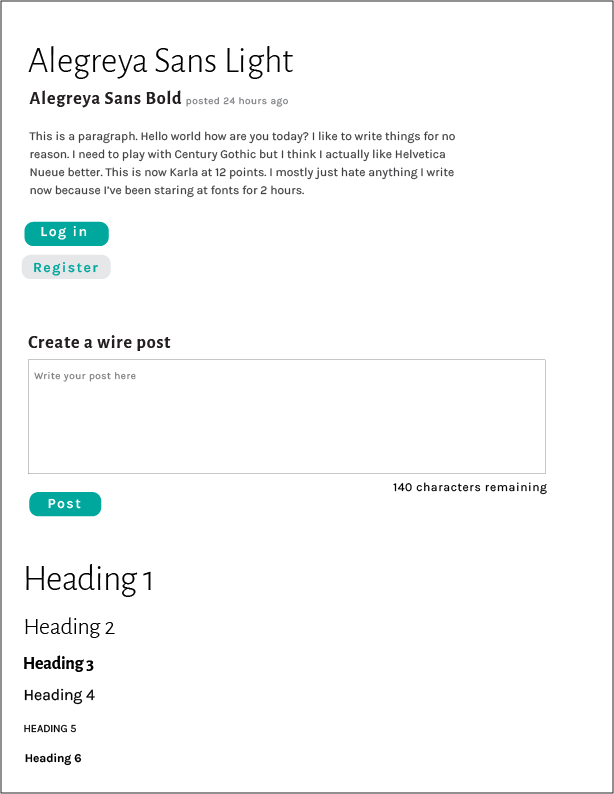 Alegreya Sans Light
Alegreya Sans Bold posted 24 hours ago
This is a paragraph. Hello world how are you today? I like to write things for no
reason. I need to play with Century Gothic but I think I actually like Helvetica
Nueue better. This is now Karla at 12 points. I mostly just hate anything I write
now because I've been staring at fonts for 2 hours.
Log in
Register
Create a wire post
Write your post here
140 characters remaining
Post
Heading 1
Heading 2
Heading 3
Heading 4
HEADING 5
Heading 6